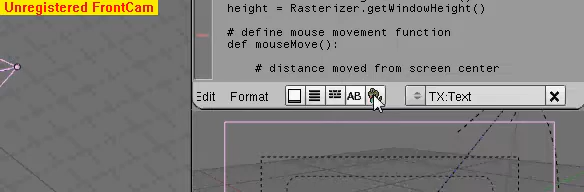 Unregistered FrontCam
height = Rasterizer.getWindowHeight()
# define mouse movement function
def mouseMove():
# distance moved from screen center
Edit Format AB TX:Text